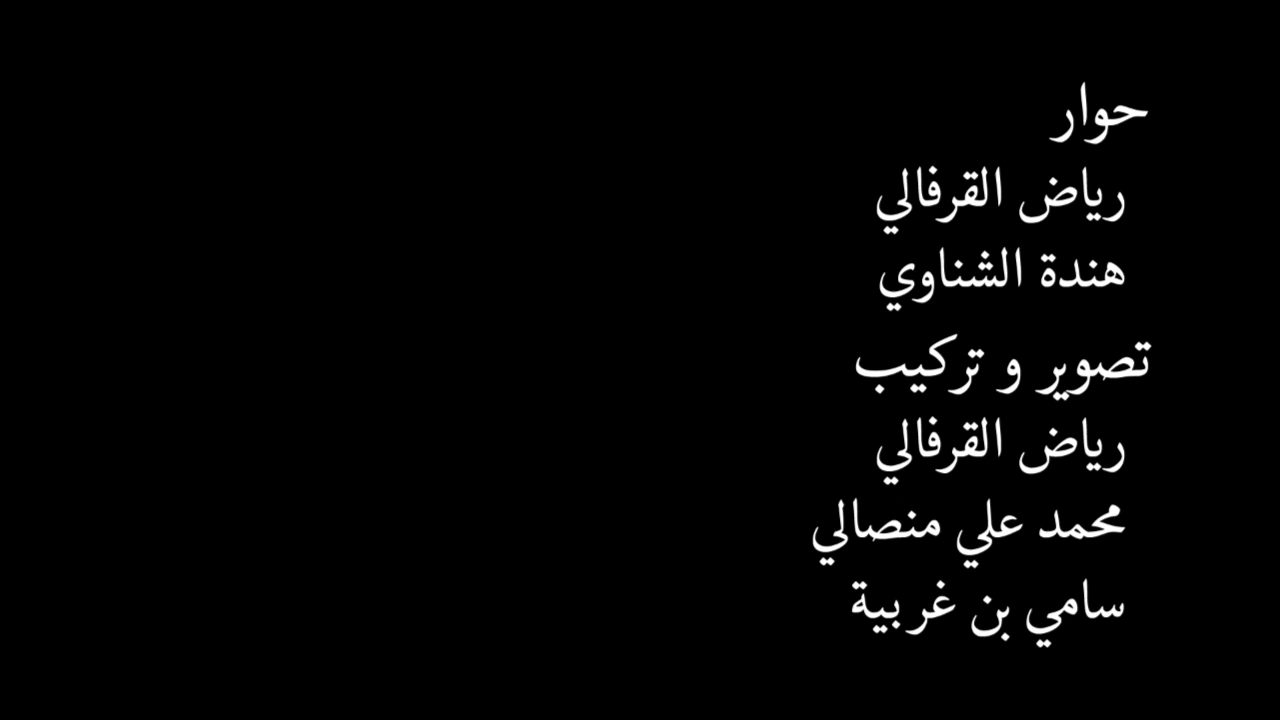 حوار
رياض القرفالي
هندة الشناوي
تصوير و تركيب
رياض القرفالي
محمد علي منصالي
سامي بن غربية